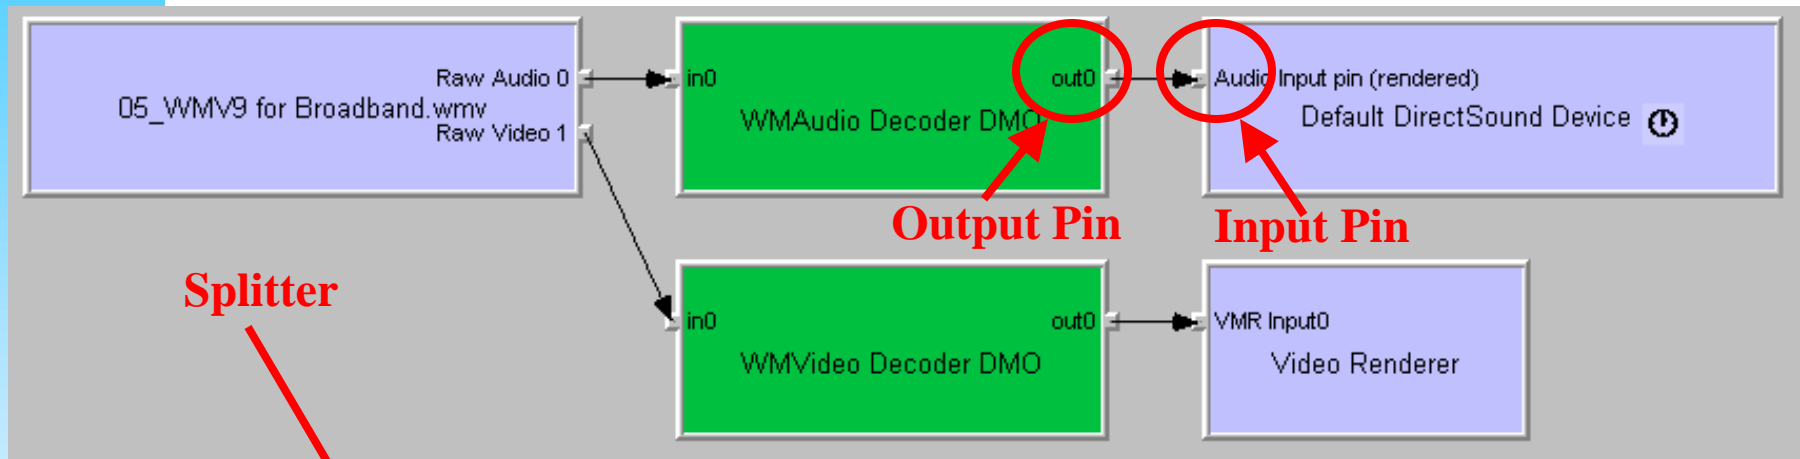 Raw Audio 0
05_WMV9 for Broadband.wmv
Raw Video 1
in0
out0
WMAudio Decoder DMO
Audio Input pin (rendered)
Default DirectSound Device
Output Pin
Input Pin
Splitter
in0
out0
WMVideo Decoder DMO
VMR Input0
Video Renderer